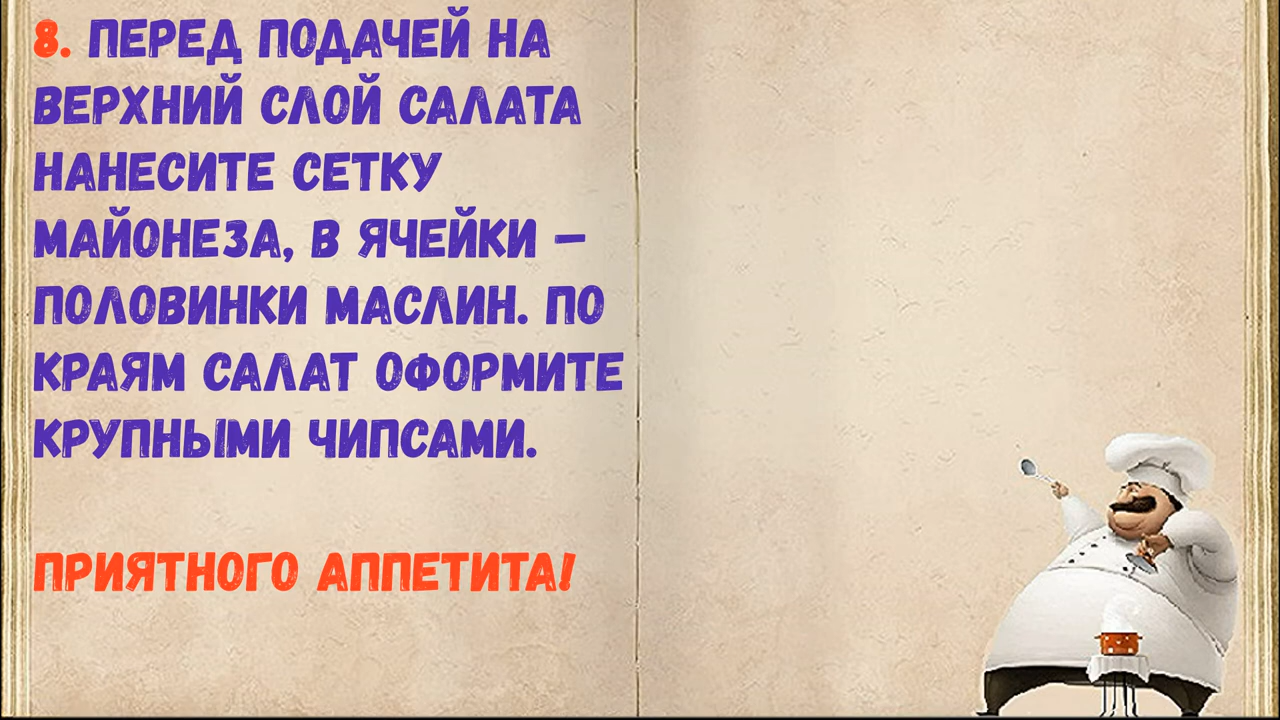 8. ПЕРЕД ПОДАЧЕЙ НА
ВЕРХНИЙ СЛОЙ САЛАТА
НАНЕСИТЕ СЕТКУ
МАЙОНЕЗА, В ЯЧЕЙКИ –
ПОЛОВИНКИ МАСЛИН. ПО
КРАЯМ САЛАТ ОФОРМИТЕ
КРУПНЫМИ ЧИПСАМИ.
ПРИЯТНОГО АППЕТИТА!